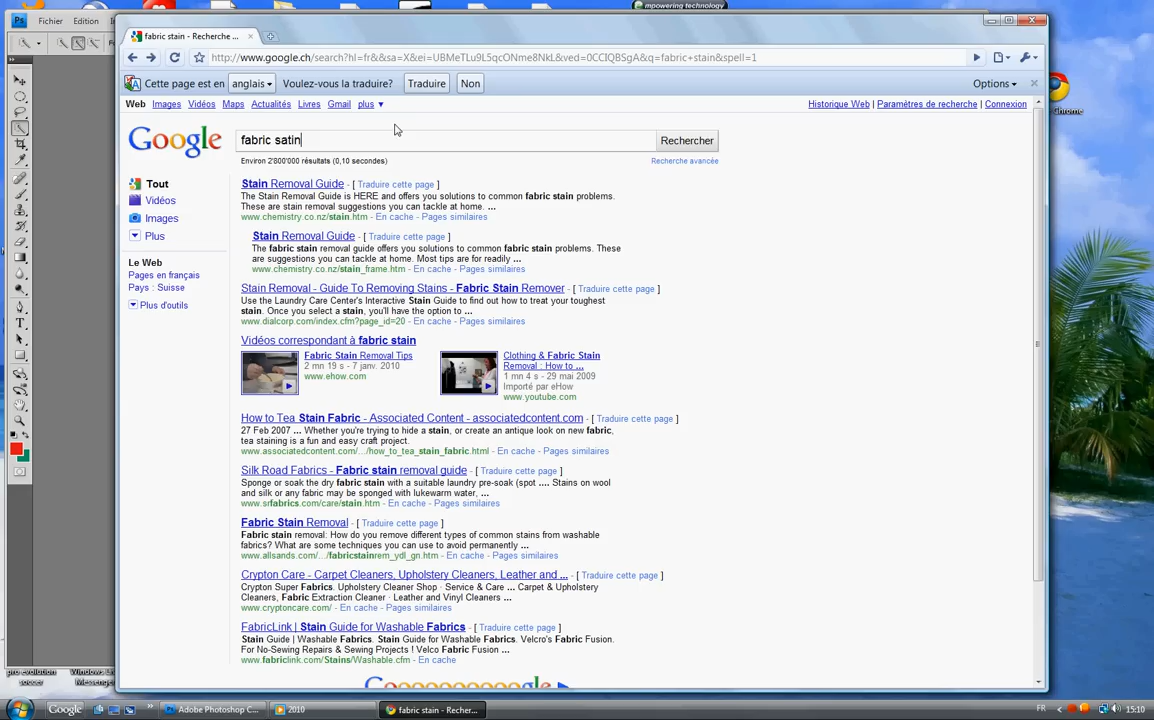 mpowering technology
Ps Fichier Edition
fabric stain - Recherche ...
http://www.google.ch/search?hl=fr&&sa=X&ei=UBMeTLu9L5qcONme8NkL&ved=0CCIQBSgA&q=fabric+stain&spell=1
Cette page est en anglais Voulez-vous la traduire? Traduire Non Options
Web Images Vidéos Maps Actualités Livres Gmail plus ▼ Historique Web | Paramètres de recherche | Connexion
Chrome
Google fabric satin Rechercher
Environ 2'800'000 résultats (0,10 secondes) Recherche avancée
Tout
Vidéos
Images
Plus
Le Web
Pages en français
Pays : Suisse
Plus d'outils
Stain Removal Guide - [ Traduire cette page ]
The Stain Removal Guide is HERE and offers you solutions to common fabric stain problems.
These are stain removal suggestions you can tackle at home. ...
www.chemistry.co.nz/stain.htm - En cache - Pages similaires
Stain Removal Guide - [ Traduire cette page ]
The fabric stain removal guide offers you solutions to common fabric stain problems. These
are suggestions you can tackle at home. Most tips are for readily ...
www.chemistry.co.nz/stain_frame.htm - En cache - Pages similaires
Stain Removal - Guide To Removing Stains - Fabric Stain Remover - [ Traduire cette page ]
Use the Laundry Care Center's Interactive Stain Guide to find out how to treat your toughest
stain. Once you select a stain, you'll have the option to ...
www.dialcorp.com/index.cfm?page_id=20 - En cache - Pages similaires
Vidéos correspondant à fabric stain
Fabric Stain Removal Tips
2 mn 19 s - 7 janv. 2010
www.ehow.com
Clothing & Fabric Stain
Removal : How to ...
1 mn 4 s - 29 mai 2009
Importé par eHow
www.youtube.com
How to Tea Stain Fabric - Associated Content - associatedcontent.com - [ Traduire cette page ]
27 Feb 2007 ... Whether you're trying to hide a stain, or create an antique look on new fabric,
tea staining is a fun and easy craft project.
www.associatedcontent.com/.../how_to_tea_stain_fabric.html - En cache - Pages similaires
Silk Road Fabrics - Fabric stain removal guide - [ Traduire cette page ]
Sponge or soak the dry fabric stain with a suitable laundry pre-soak (spot .... Stains on wool
and silk or any fabric may be sponged with lukewarm water, ...
www.srfabrics.com/care/stain.htm - En cache - Pages similaires
Fabric Stain Removal - [ Traduire cette page ]
Fabric stain removal: How do you remove different types of common stains from washable
fabrics? What are some techniques you can use to avoid permanently ...
www.allsands.com/.../fabricstainrem_ydl_gn.htm - En cache - Pages similaires
Crypton Care - Carpet Cleaners, Upholstery Cleaners, Leather and ... - [ Traduire cette page ]
Crypton Super Fabrics. Upholstery Cleaner Shop · Service & Care ... Carpet & Upholstery
Cleaners, Fabric Extraction Cleaner · Leather and Vinyl Cleaners ...
www.cryptoncare.com/ - En cache - Pages similaires
FabricLink | Stain Guide for Washable Fabrics - [ Traduire cette page ]
Stain Guide | Washable Fabrics. Stain Guide for Washable Fabrics. Velcro's Fabric Fusion.
For No-Sewing Repairs & Sewing Projects ! Velco Fabric Fusion ...
www.fabriclink.com/Stains/Washable.cfm - En cache
Goooooooooogle
pro evolution
soccer
Windows L
Messenge
Google Adobe Photoshop C... 2010 fabric stain - Recher... FR 15:10